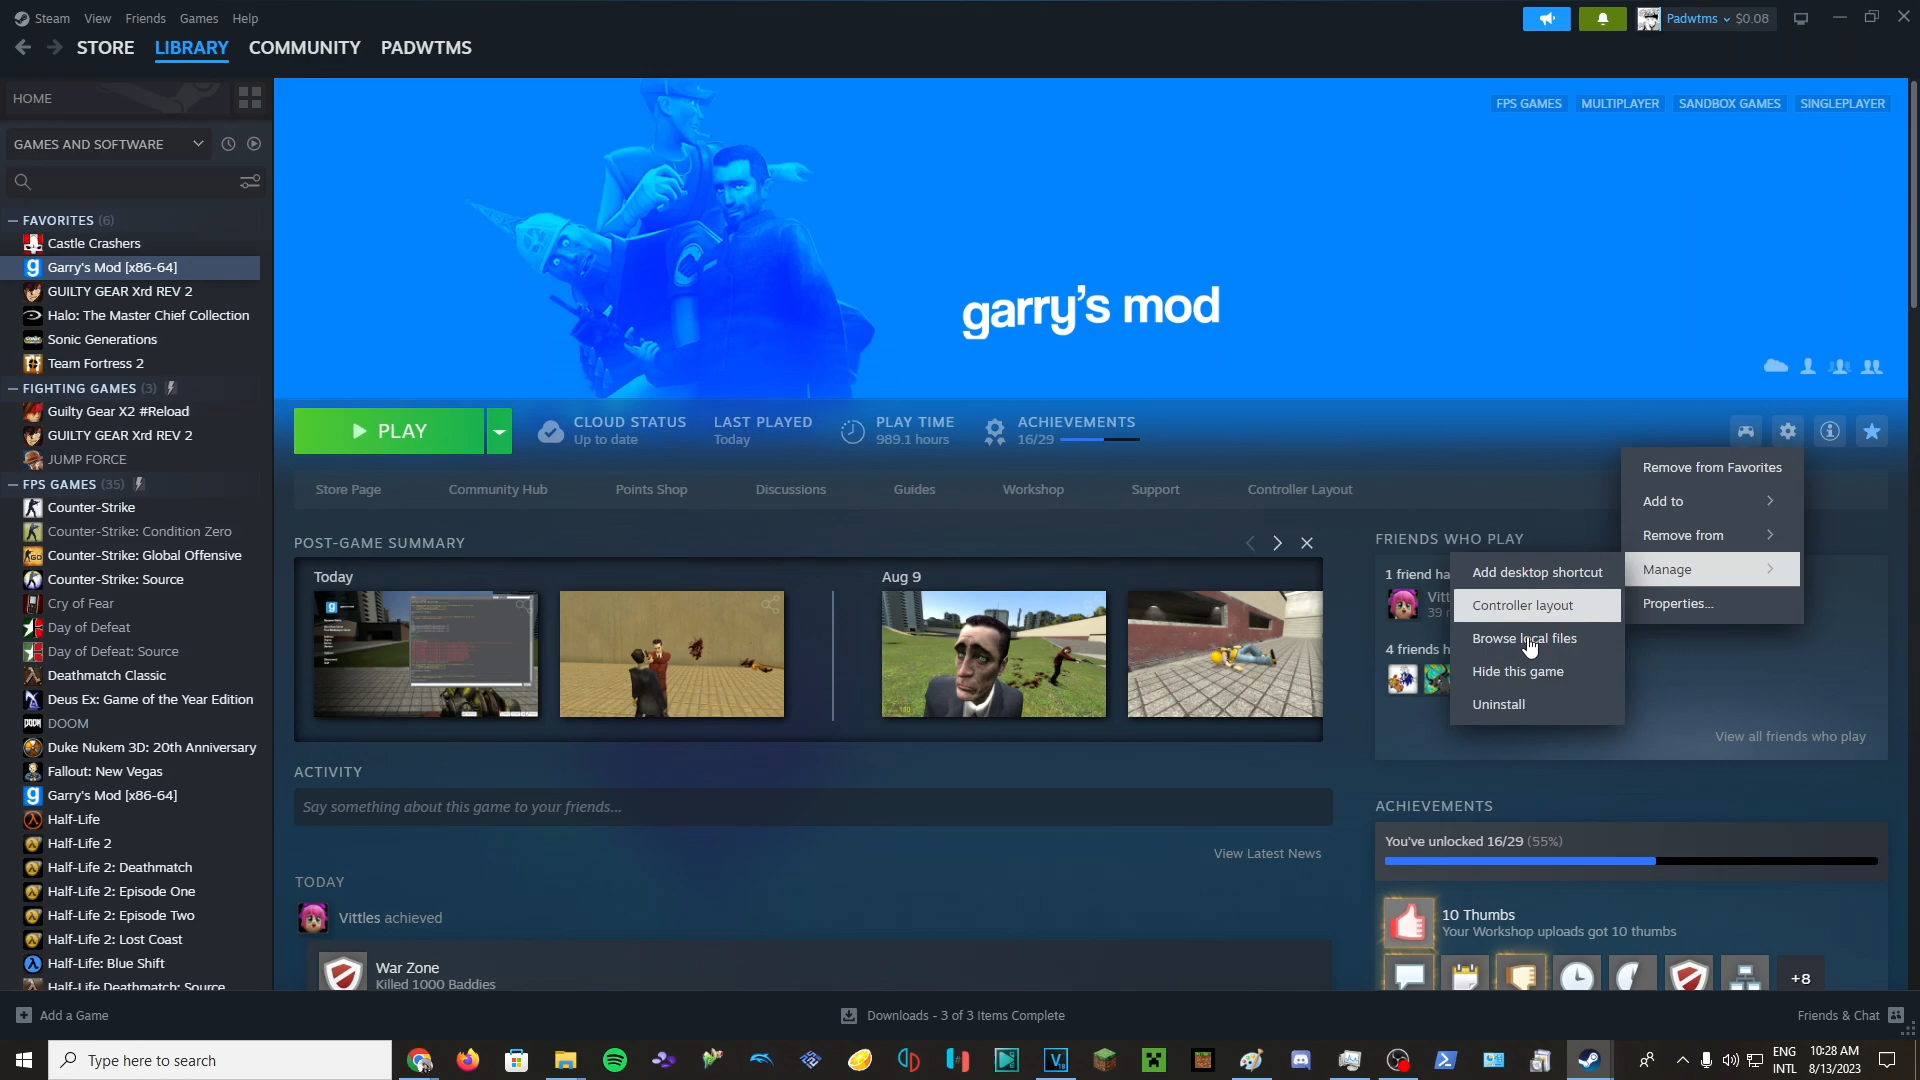 Steam View Friends Games Help
Padwtms $0.08
STORE LIBRARY COMMUNITY PADWTMS
HOME
GAMES AND SOFTWARE
FAVORITES (6)
Castle Crashers
Garry's Mod [x86-64]
GUILTY GEAR Xrd REV 2
Halo: The Master Chief Collection
Sonic Generations
Team Fortress 2
FIGHTING GAMES (3)
Guilty Gear X2 #Reload
GUILTY GEAR Xrd REV 2
JUMP FORCE
FPS GAMES (35)
Counter-Strike
Counter-Strike: Condition Zero
Counter-Strike: Global Offensive
Counter-Strike: Source
Cry of Fear
Day of Defeat
Day of Defeat: Source
Deathmatch Classic
Deus Ex: Game of the Year Edition
DOOM
Duke Nukem 3D: 20th Anniversary
Fallout: New Vegas
Garry's Mod [x86-64]
Half-Life
Half-Life 2
Half-Life 2: Deathmatch
Half-Life 2: Episode One
Half-Life 2: Episode Two
Half-Life 2: Lost Coast
Half-Life: Blue Shift
Half-Life Deathmatch: Source
FPS GAMES MULTIPLAYER SANDBOX GAMES SINGLEPLAYER
garry's mod
PLAY
CLOUD STATUS
Up to date
LAST PLAYED
Today
PLAY TIME
989.1 hours
ACHIEVEMENTS
16/29
Store Page Community Hub Points Shop Discussions Guides Workshop Support Controller Layout
Remove from Favorites
Add to
Remove from
Manage
Properties...
Add desktop shortcut
Controller layout
Browse local files
Hide this game
Uninstall
POST-GAME SUMMARY
Today
Aug 9
FRIENDS WHO PLAY
1 friend
Vitt
39
4 friends
View all friends who play
ACTIVITY
Say something about this game to your friends...
View Latest News
TODAY
Vittles achieved
War Zone
Killed 1000 Baddies
ACHIEVEMENTS
You've unlocked 16/29 (55%)
10 Thumbs
Your Workshop uploads got 10 thumbs
+8
Add a Game
Downloads - 3 of 3 Items Complete
Friends & Chat
Type here to search
ENG
INTL
10:28 AM
8/13/2023